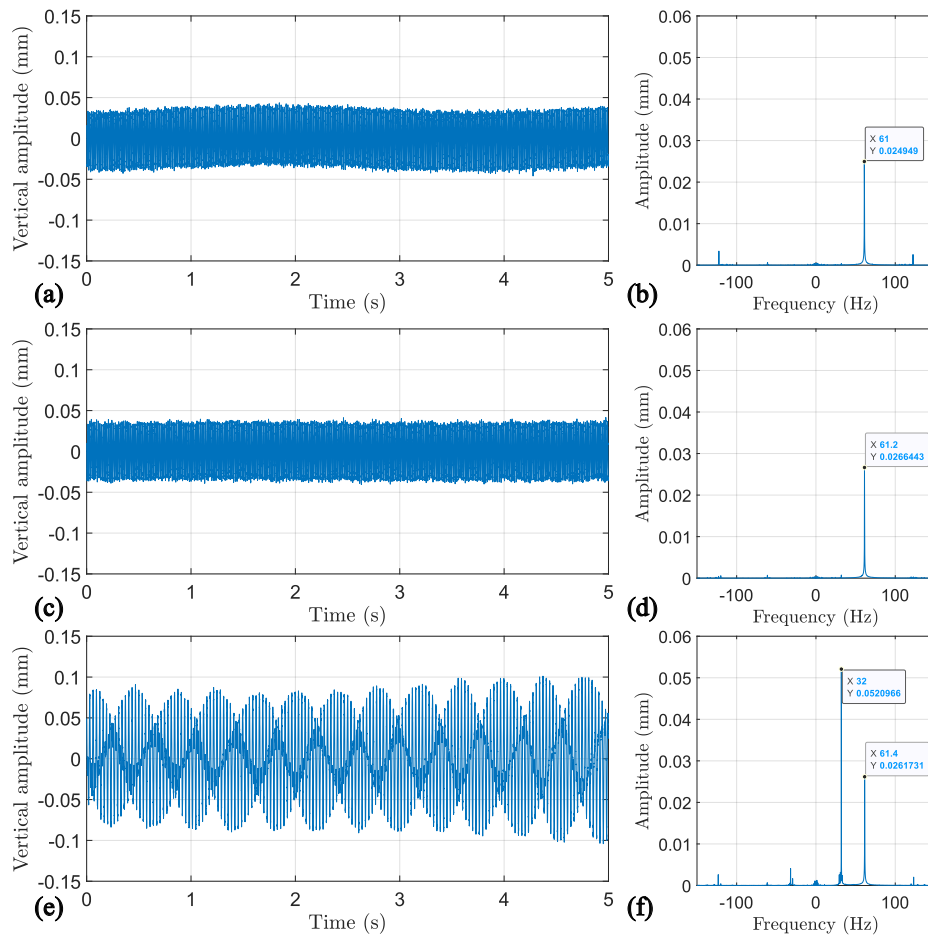 0.15
0.1
0.05
0
-0.05
-0.1
-0.15
Vertical amplitude (mm)
0 1 2 3 4 5
Time (s)
(a)
0.06
0.05
0.04
0.03
0.02
0.01
0
Amplitude (mm)
X 61
Y 0.024949
-100 0 100
Frequency (Hz)
(b)
0.15
0.1
0.05
0
-0.05
-0.1
-0.15
Vertical amplitude (mm)
0 1 2 3 4 5
Time (s)
(c)
0.06
0.05
0.04
0.03
0.02
0.01
0
Amplitude (mm)
X 61.2
Y 0.0266443
-100 0 100
Frequency (Hz)
(d)
0.15
0.1
0.05
0
-0.05
-0.1
-0.15
Vertical amplitude (mm)
0 1 2 3 4 5
Time (s)
(e)
0.06
0.05
0.04
0.03
0.02
0.01
0
Amplitude (mm)
X 32
Y 0.0520966
X 61.4
Y 0.0261731
-100 0 100
Frequency (Hz)
(f)